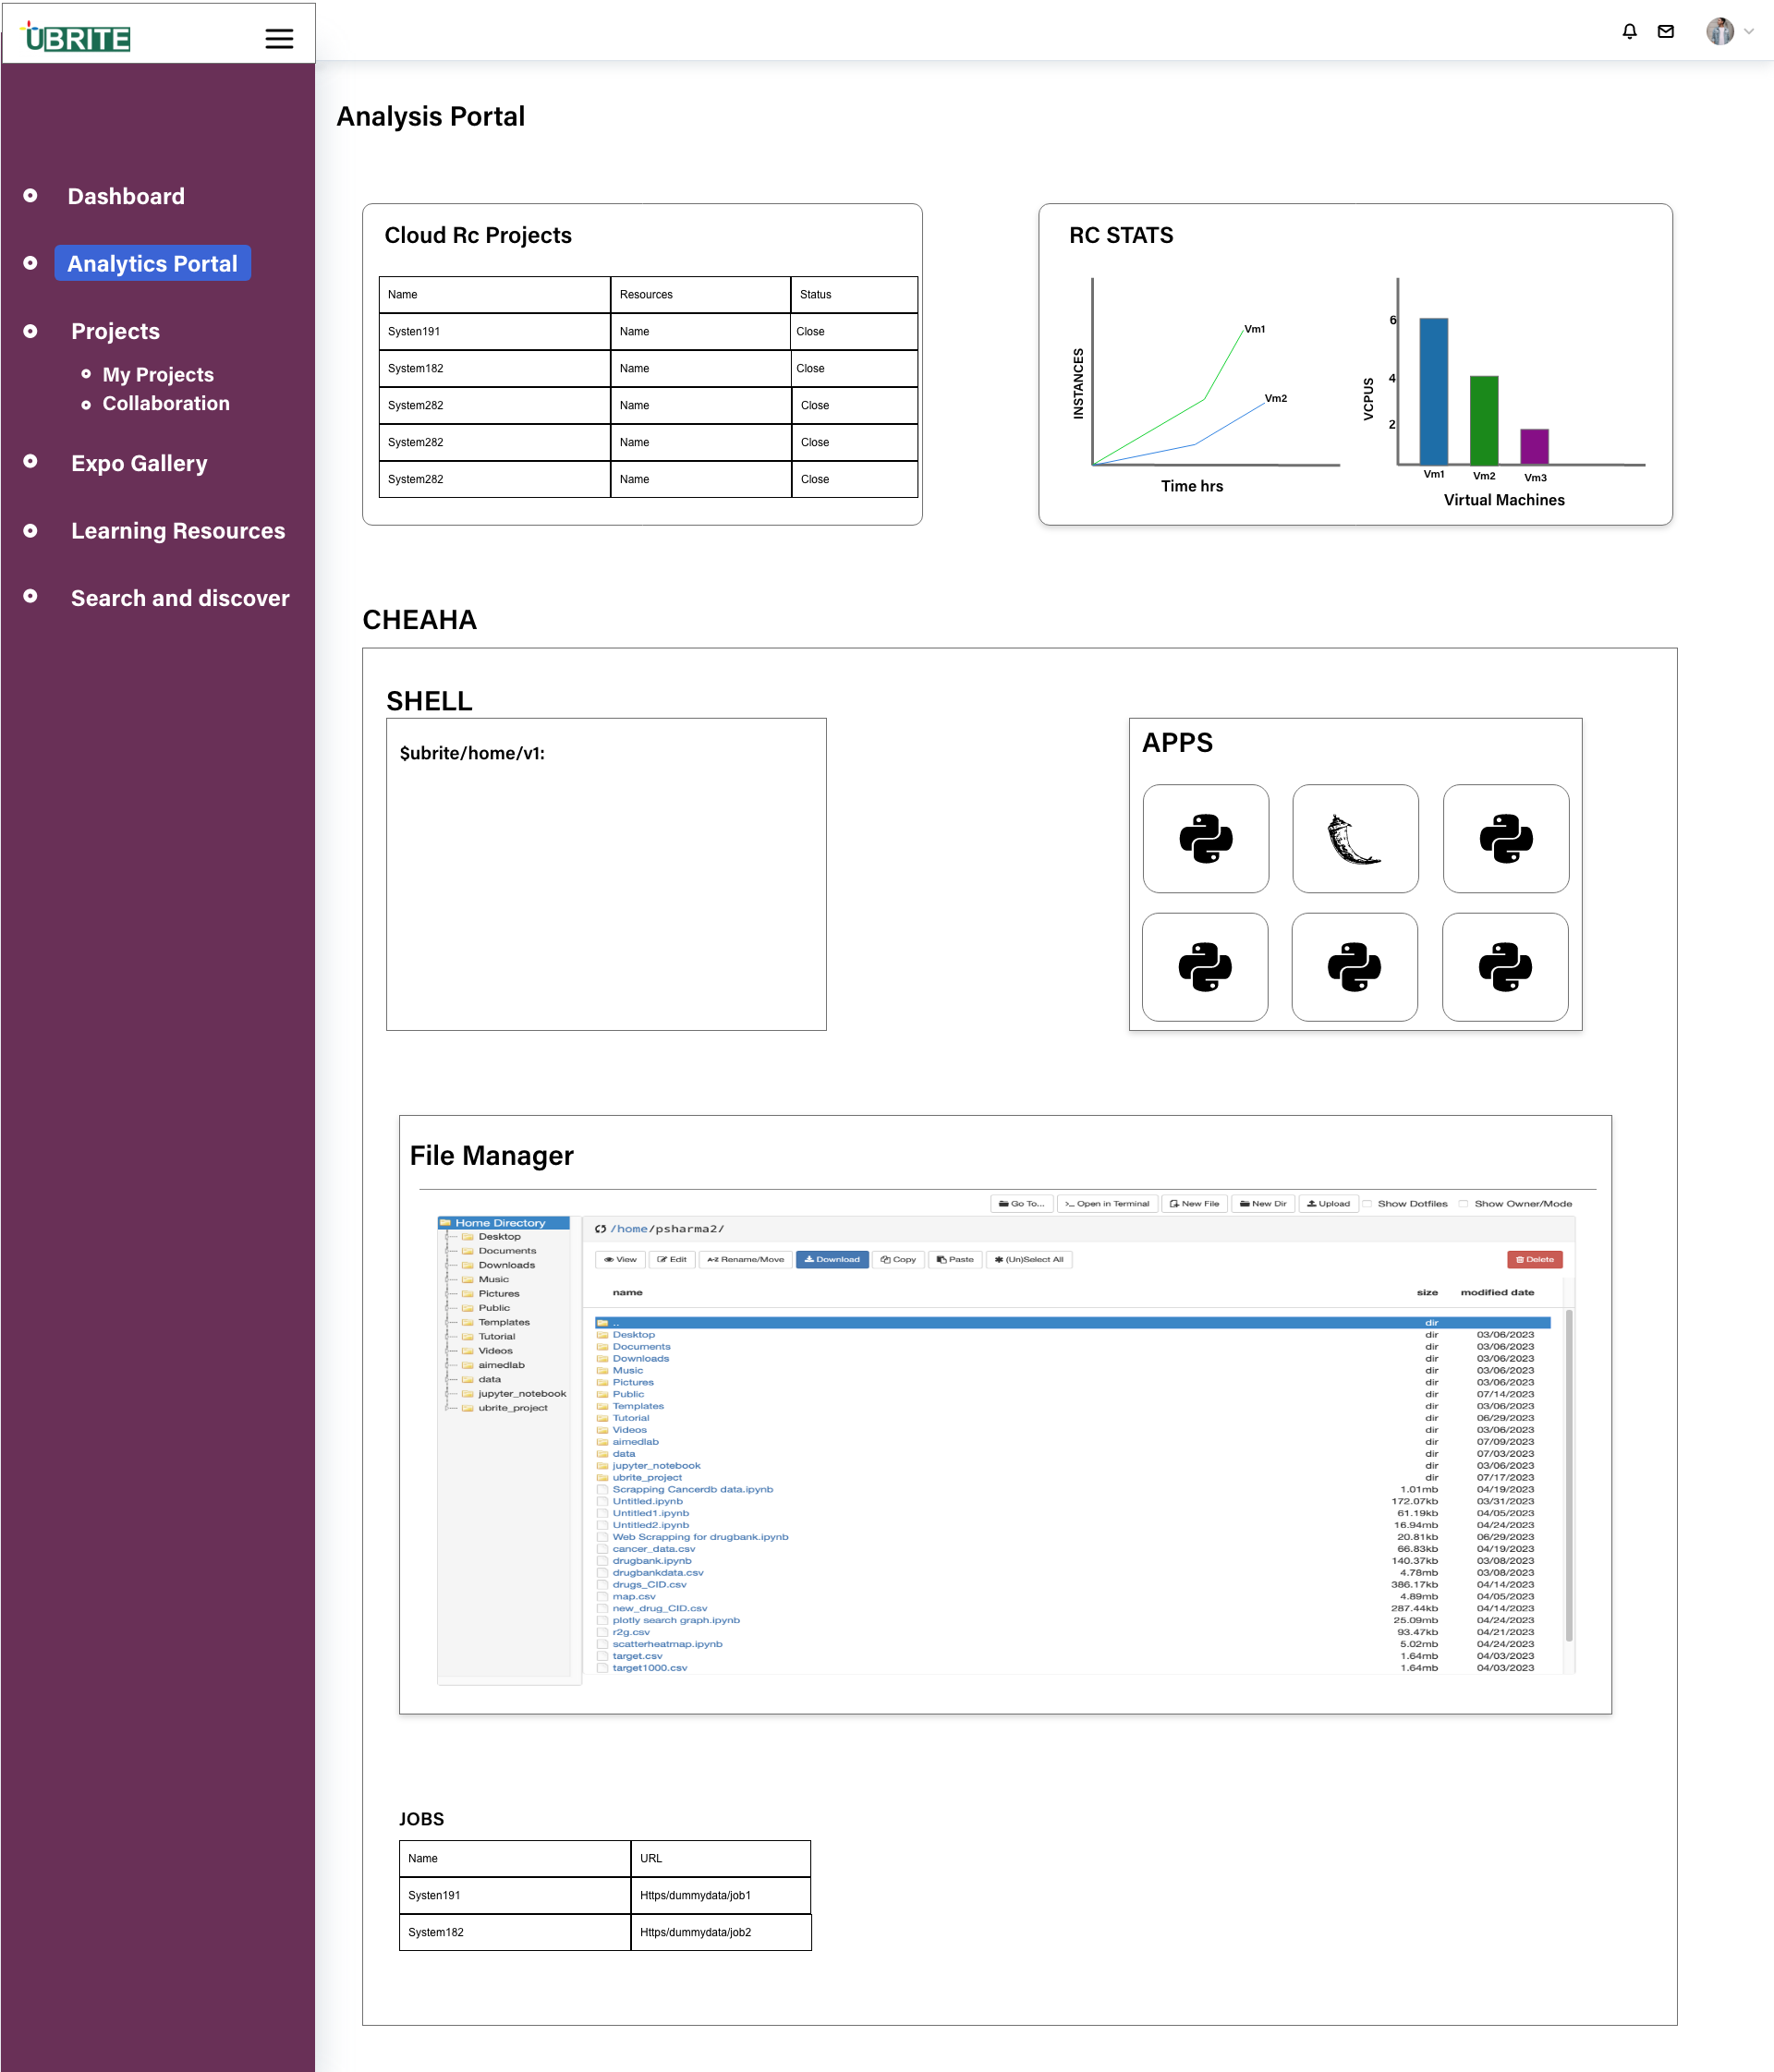 UBRITE
Analysis Portal
Dashboard
Analytics Portal
Projects
My Projects
Collaboration
Expo Gallery
Learning Resources
Search and discover
Cloud Rc Projects
Name Resources Status
Systen191 Name Close
System182 Name Close
System282 Name Close
System282 Name Close
System282 Name Close
RC STATS
INSTANCES
Vm1
Vm2
Time hrs
VCPUS
6
4
2
Vm1 Vm2 Vm3
Virtual Machines
CHEAHA
SHELL
$ubrite/home/v1:
APPS
File Manager
Go To... >_ Open in Terminal New File New Dir Upload Show Dotfiles Show Owner/Mode
Home Directory
Desktop
Documents
Downloads
Music
Pictures
Public
Templates
Tutorial
Videos
aimedlab
data
jupyter_notebook
ubrite_project
/home/psharma2/
View Edit A-Z Rename/Move Download Copy Paste (Un)Select All Delete
name size modified date
.. dir
Desktop dir 03/06/2023
Documents dir 03/06/2023
Downloads dir 03/06/2023
Music dir 03/06/2023
Pictures dir 03/06/2023
Public dir 07/14/2023
Templates dir 03/06/2023
Tutorial dir 06/29/2023
Videos dir 03/06/2023
aimedlab dir 07/09/2023
data dir 07/03/2023
jupyter_notebook dir 03/06/2023
ubrite_project dir 07/17/2023
Scrapping Cancerdb data.ipynb 1.01mb 04/19/2023
Untitled.ipynb 172.07kb 03/31/2023
Untitled1.ipynb 61.19kb 04/05/2023
Untitled2.ipynb 16.94mb 04/24/2023
Web Scrapping for drugbank.ipynb 20.81kb 06/29/2023
cancer_data.csv 66.83kb 04/19/2023
drugbank.ipynb 140.37kb 03/08/2023
drugbankdata.csv 4.78mb 03/08/2023
drugs_CID.csv 386.17kb 04/14/2023
map.csv 4.89mb 04/05/2023
new_drug_CID.csv 287.44kb 04/14/2023
plotly search graph.ipynb 25.09mb 04/24/2023
r2g.csv 93.47kb 04/21/2023
scatterheatmap.ipynb 5.02mb 04/24/2023
target.csv 1.64mb 04/03/2023
target1000.csv 1.64mb 04/03/2023
JOBS
Name URL
Systen191 Https/dummydata/job1
System182 Https/dummydata/job2